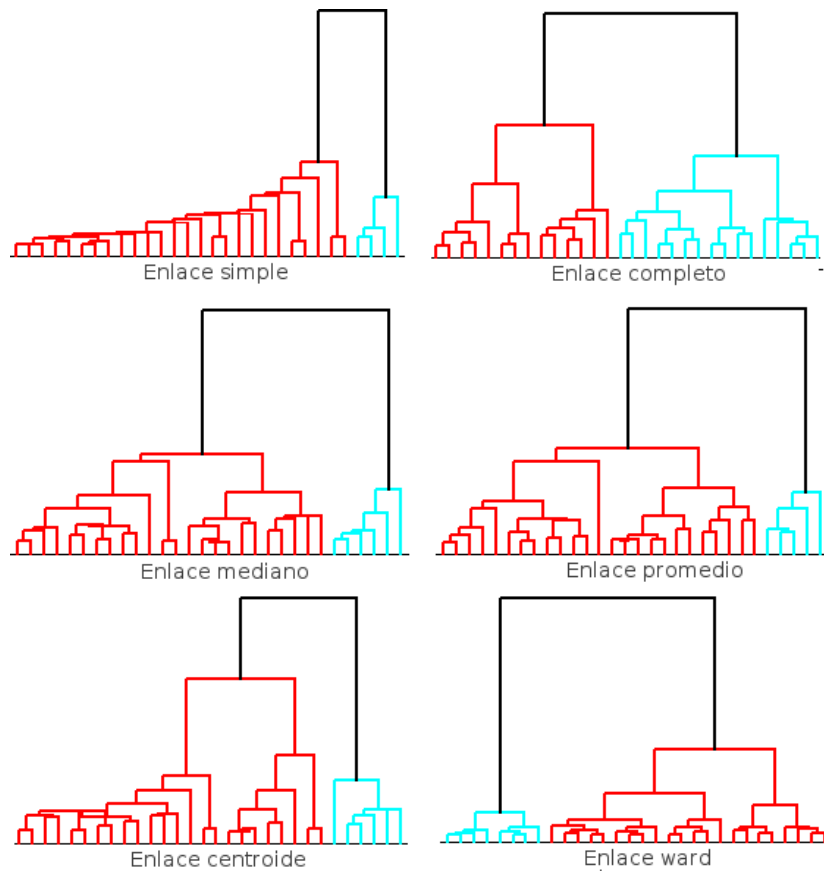 Enlace simple
Enlace completo
Enlace mediano
Enlace promedio
Enlace centroide
Enlace ward